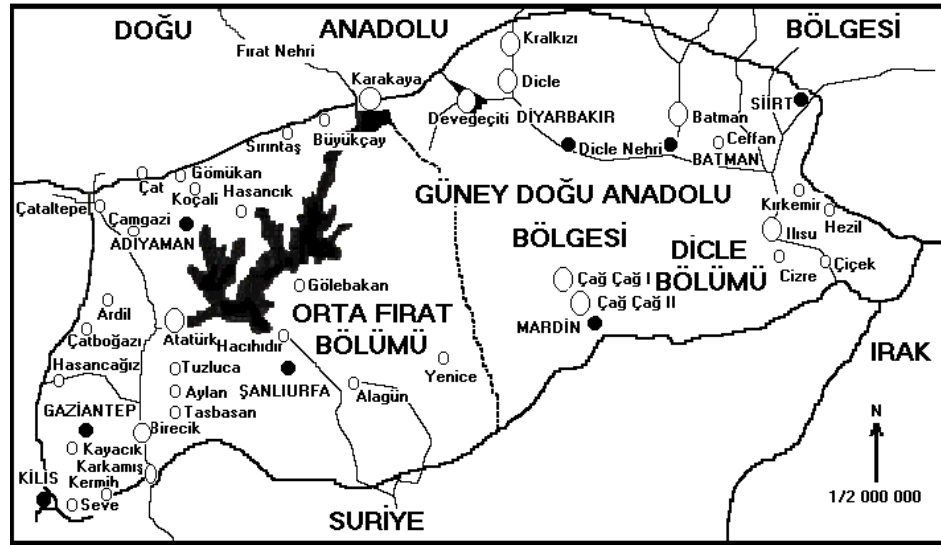 DOĞU ANADOLU BÖLGESİ
Fırat Nehri
Kralkızı
Karakaya
Dicle
SİİRT
Devegeçiti
DİYARBAKIR
Batman
Büyükçay
Sırıntaş
Dicle Nehri
Ceffan
BATMAN
Çat
Gömükan
Koçali
Hasancık
GÜNEY DOĞU ANADOLU
BÖLGESİ
Kırkemir
Hezil
Çataltepe
Çamgazi
ADIYAMAN
Ilısu
DİCLE
BÖLÜMÜ
Cizre
Çiçek
Gölebakan
Çağ Çağ I
Çağ Çağ II
MARDİN
Ardil
ORTA FIRAT
BÖLÜMÜ
Atatürk
Hacıhıdır
Çatboğazı
IRAK
Hasancağız
Tuzluca
ŞANLIURFA
Yenice
Aylan
Alagün
GAZİANTEP
Tasbasan
Birecik
N
Kayacık
Karkamış
KİLİS
Kermih
Seve
1/2 000 000
SURİYE